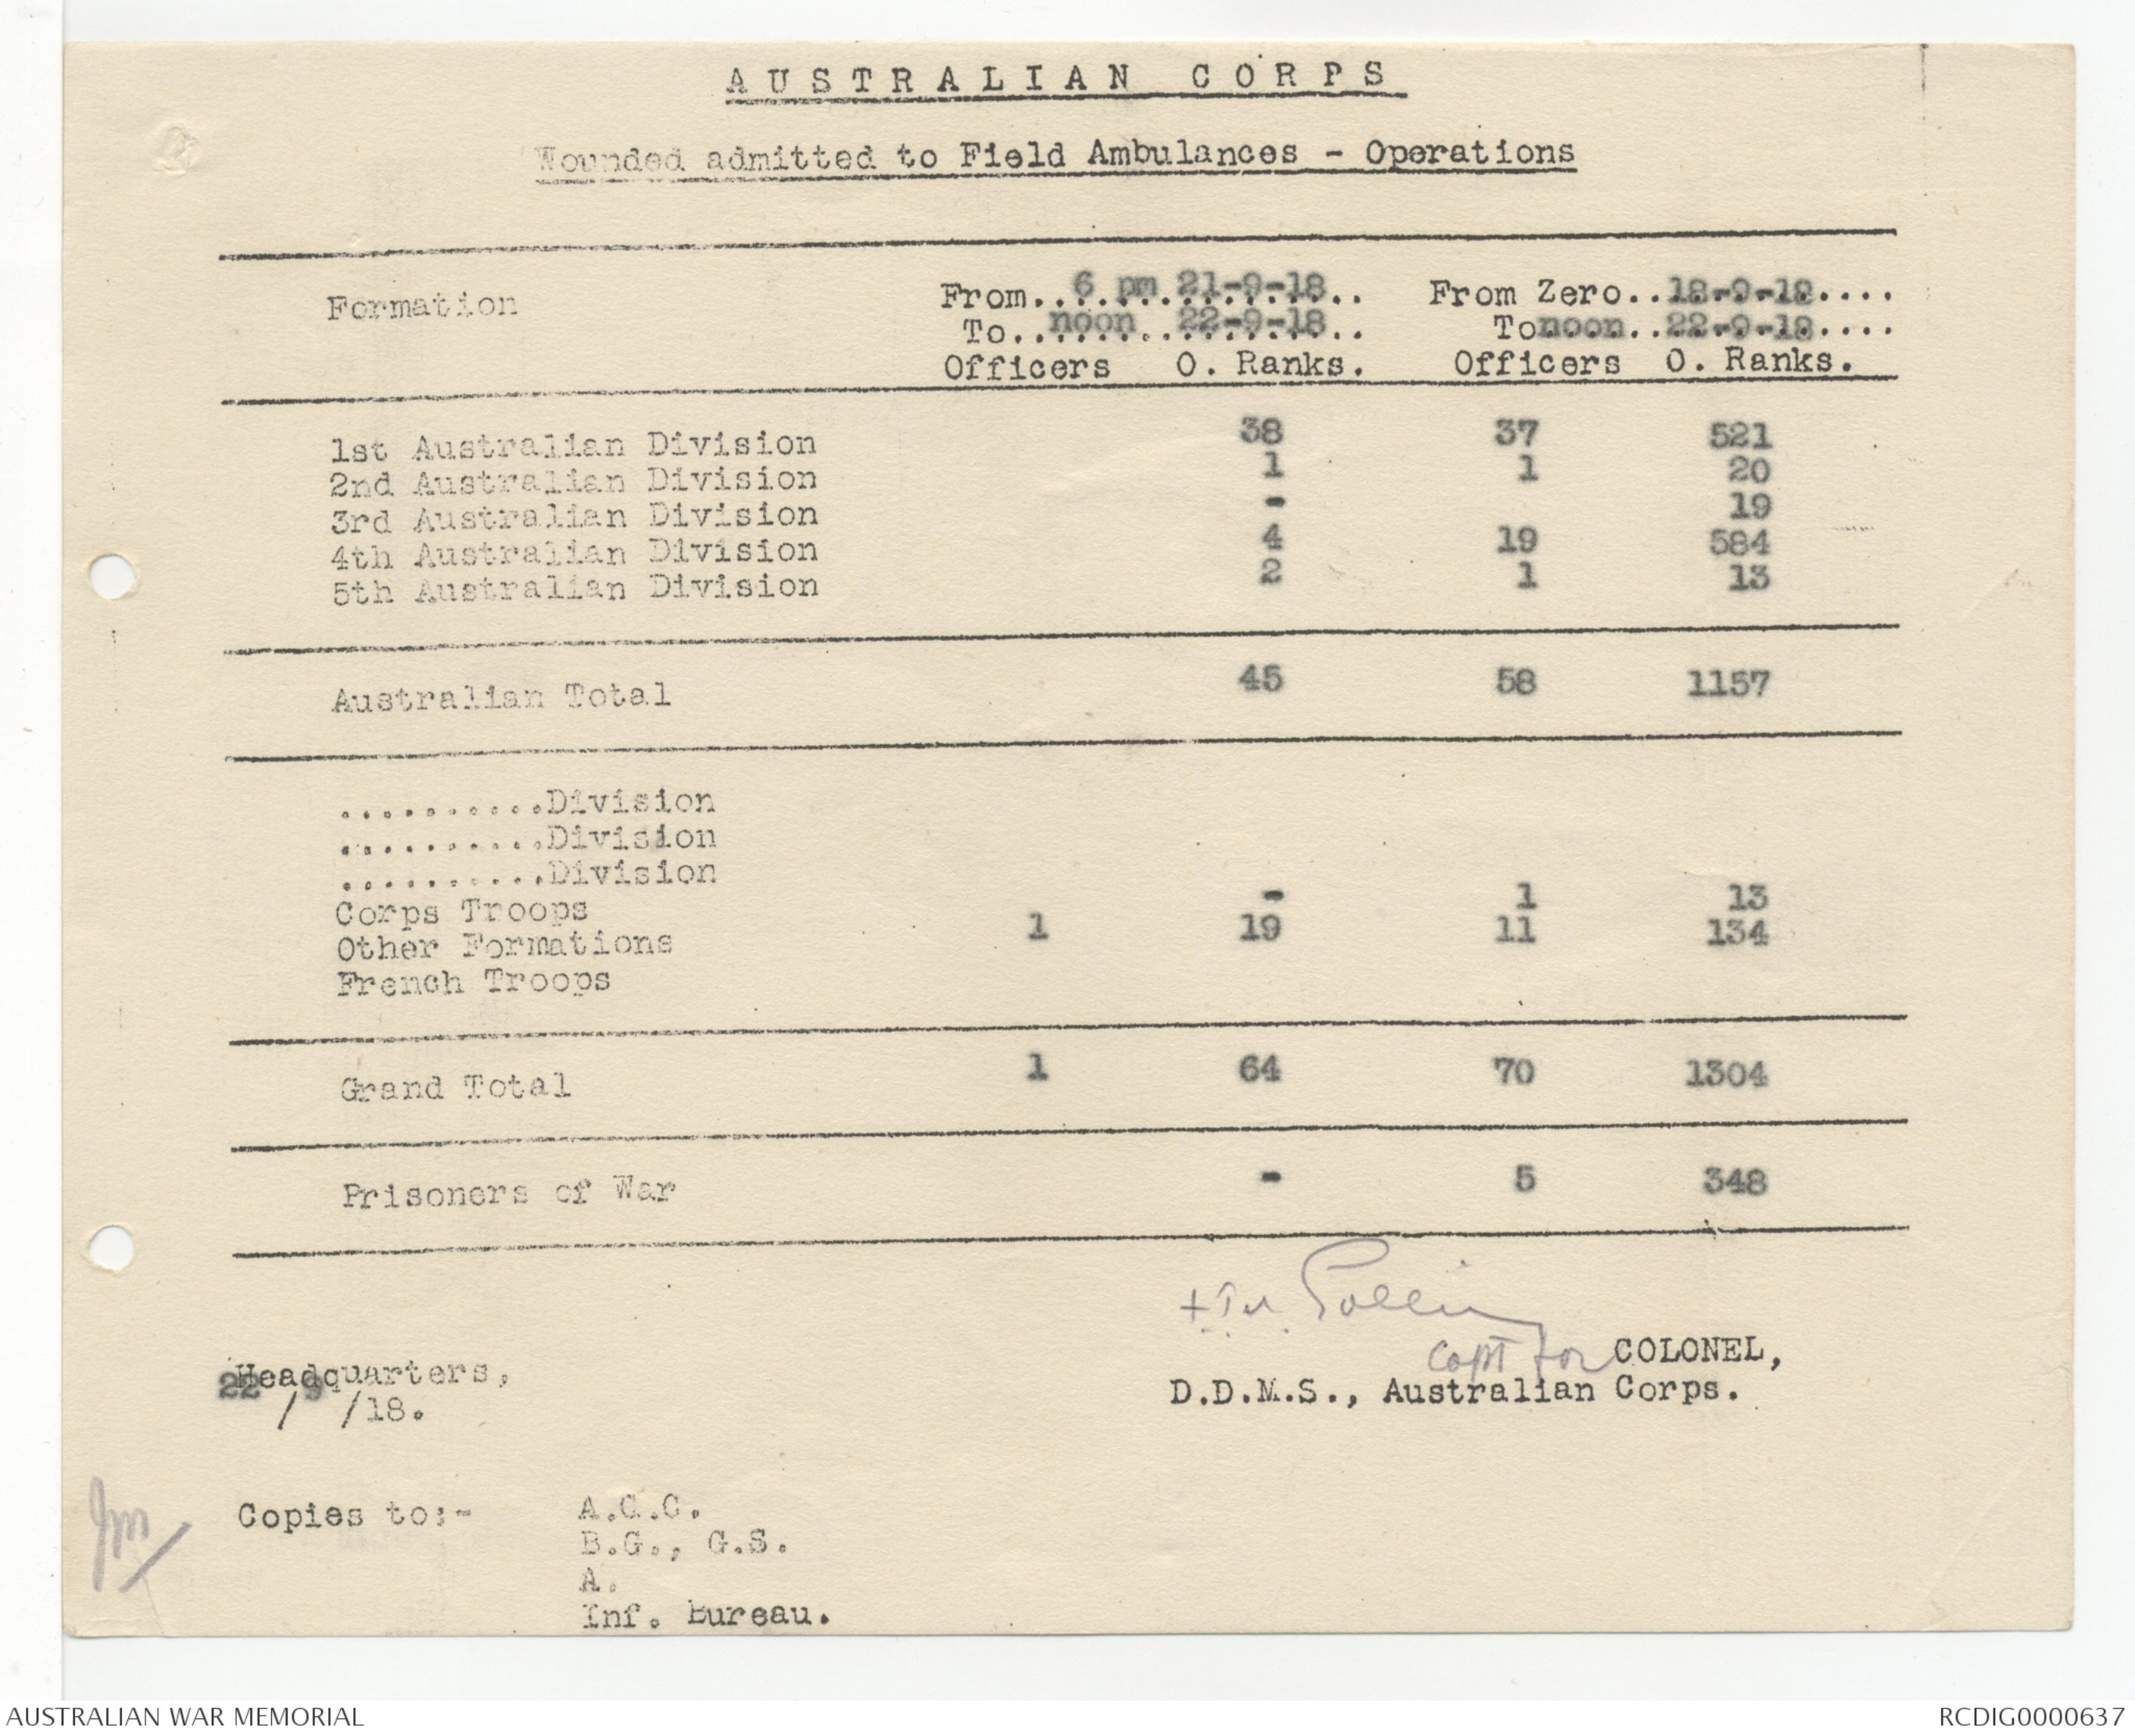 AUSTRALIAN CORPS
Wounded admitted to Field Ambulances - Operations
Formation From..6 pm 21-9-18.. From Zero..18-9-18....
To..noon 22-9-18.. To noon..22-9-18....
Officers O. Ranks. Officers O. Ranks.
1st Australian Division 38 37 521
2nd Australian Division 1 1 20
3rd Australian Division - 19
4th Australian Division 4 19 584
5th Australian Division 2 1 13
Australian Total 45 58 1157
..........Division
..........Division
..........Division
Corps Troops - 1 13
Other Formations 1 19 11 134
French Troops
Grand Total 1 64 70 1304
Prisoners of War - 5 348
Capt for COLONEL,
D.D.M.S., Australian Corps.
Headquarters,
22/9/18.
Copies to:- A.C.C.
B.G., G.S.
A.
Inf. Bureau.
AUSTRALIAN WAR MEMORIAL RCDIG0000637